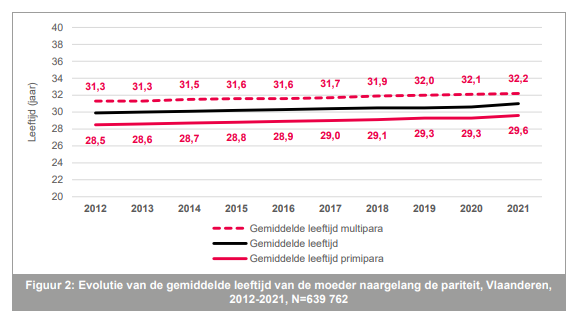 40
38
36
34
32
30
28
26
24
22
20
Leeftijd (jaar)
31,3 31,3 31,5 31,6 31,6 31,7 31,9 32,0 32,1 32,2
28,5 28,6 28,7 28,8 28,9 29,0 29,1 29,3 29,3 29,6
2012 2013 2014 2015 2016 2017 2018 2019 2020 2021
Gemiddelde leeftijd multipara
Gemiddelde leeftijd
Gemiddelde leeftijd primipara
Figuur 2: Evolutie van de gemiddelde leeftijd van de moeder naargelang de pariteit, Vlaanderen,
2012-2021, N=639 762